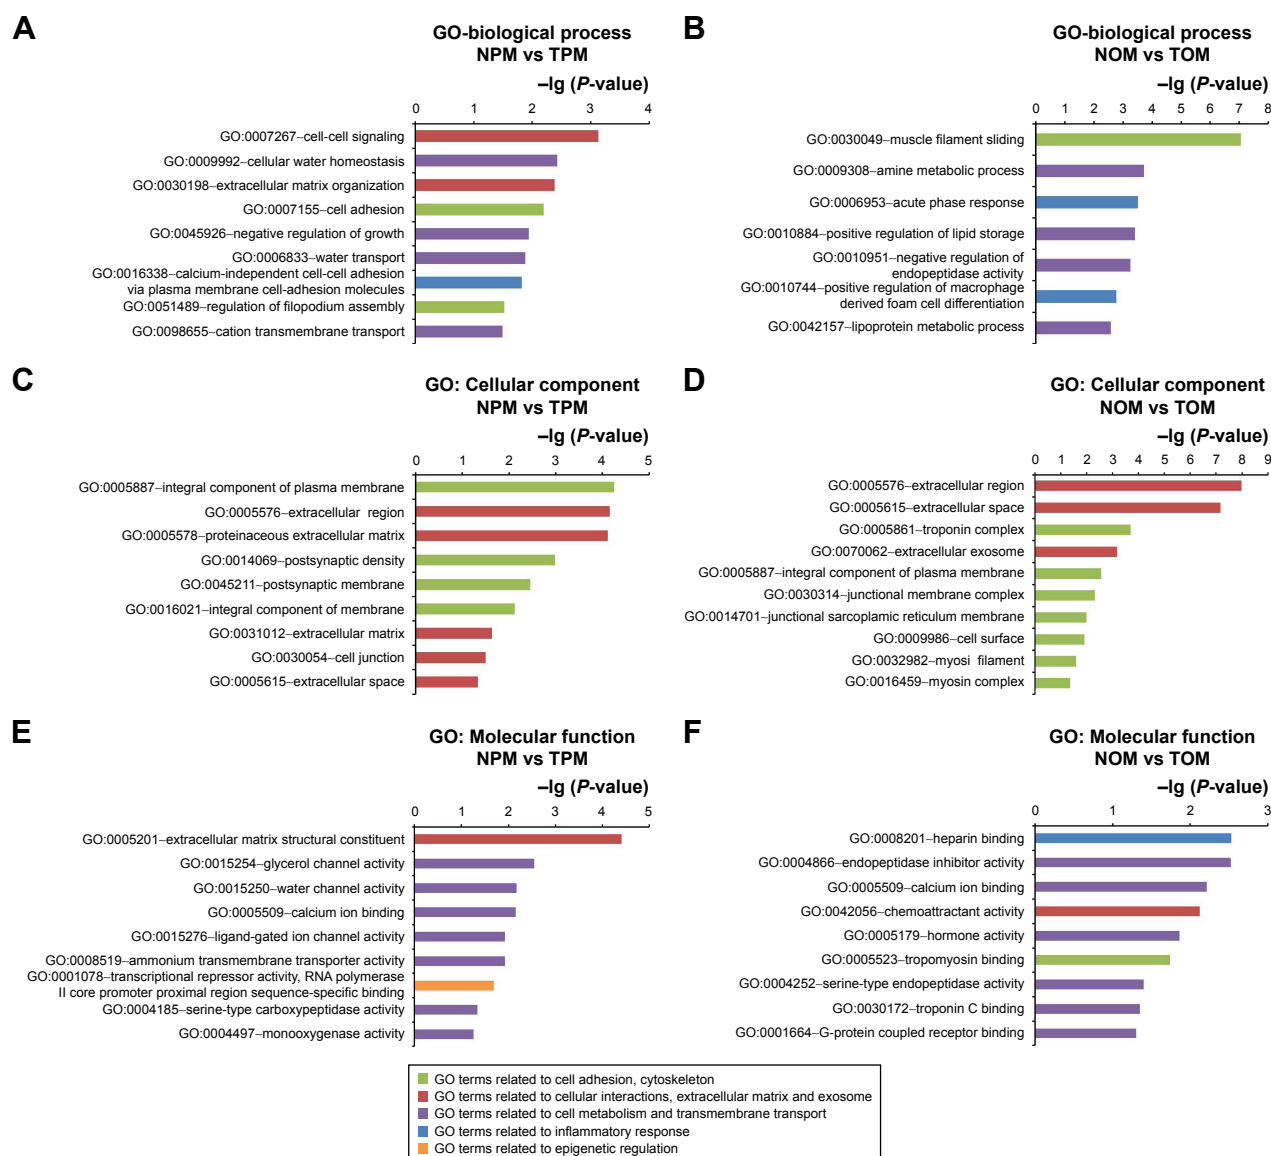 A
GO-biological process
NPM vs TPM
–lg (P-value)
0 1 2 3 4
GO:0007267–cell-cell signaling
GO:0009992–cellular water homeostasis
GO:0030198–extracellular matrix organization
GO:0007155–cell adhesion
GO:0045926–negative regulation of growth
GO:0006833–water transport
GO:0016338–calcium-independent cell-cell adhesion
via plasma membrane cell-adhesion molecules
GO:0051489–regulation of filopodium assembly
GO:0098655–cation transmembrane transport
B
GO-biological process
NOM vs TOM
–lg (P-value)
0 1 2 3 4 5 6 7 8
GO:0030049–muscle filament sliding
GO:0009308–amine metabolic process
GO:0006953–acute phase response
GO:0010884–positive regulation of lipid storage
GO:0010951–negative regulation of
endopeptidase activity
GO:0010744–positive regulation of macrophage
derived foam cell differentiation
GO:0042157–lipoprotein metabolic process
C
GO: Cellular component
NPM vs TPM
–lg (P-value)
0 1 2 3 4 5
GO:0005887–integral component of plasma membrane
GO:0005576–extracellular region
GO:0005578–proteinaceous extracellular matrix
GO:0014069–postsynaptic density
GO:0045211–postsynaptic membrane
GO:0016021–integral component of membrane
GO:0031012–extracellular matrix
GO:0030054–cell junction
GO:0005615–extracellular space
D
GO: Cellular component
NOM vs TOM
–lg (P-value)
0 1 2 3 4 5 6 7 8 9
GO:0005576–extracellular region
GO:0005615–extracellular space
GO:0005861–troponin complex
GO:0070062–extracellular exosome
GO:0005887–integral component of plasma membrane
GO:0030314–junctional membrane complex
GO:0014701–junctional sarcoplasmic reticulum membrane
GO:0009986–cell surface
GO:0032982–myosi filament
GO:0016459–myosin complex
E
GO: Molecular function
NPM vs TPM
–lg (P-value)
0 1 2 3 4 5
GO:0005201–extracellular matrix structural constituent
GO:0015254–glycerol channel activity
GO:0015250–water channel activity
GO:0005509–calcium ion binding
GO:0015276–ligand-gated ion channel activity
GO:0008519–ammonium transmembrane transporter activity
GO:0001078–transcriptional repressor activity, RNA polymerase
II core promoter proximal region sequence-specific binding
GO:0004185–serine-type carboxypeptidase activity
GO:0004497–monooxygenase activity
F
GO: Molecular function
NOM vs TOM
–lg (P-value)
0 1 2 3
GO:0008201–heparin binding
GO:0004866–endopeptidase inhibitor activity
GO:0005509–calcium ion binding
GO:0042056–chemoattractant activity
GO:0005179–hormone activity
GO:0005523–tropomyosin binding
GO:0004252–serine-type endopeptidase activity
GO:0030172–troponin C binding
GO:0001664–G-protein coupled receptor binding
GO terms related to cell adhesion, cytoskeleton
GO terms related to cellular interactions, extracellular matrix and exosome
GO terms related to cell metabolism and transmembrane transport
GO terms related to inflammatory response
GO terms related to epigenetic regulation